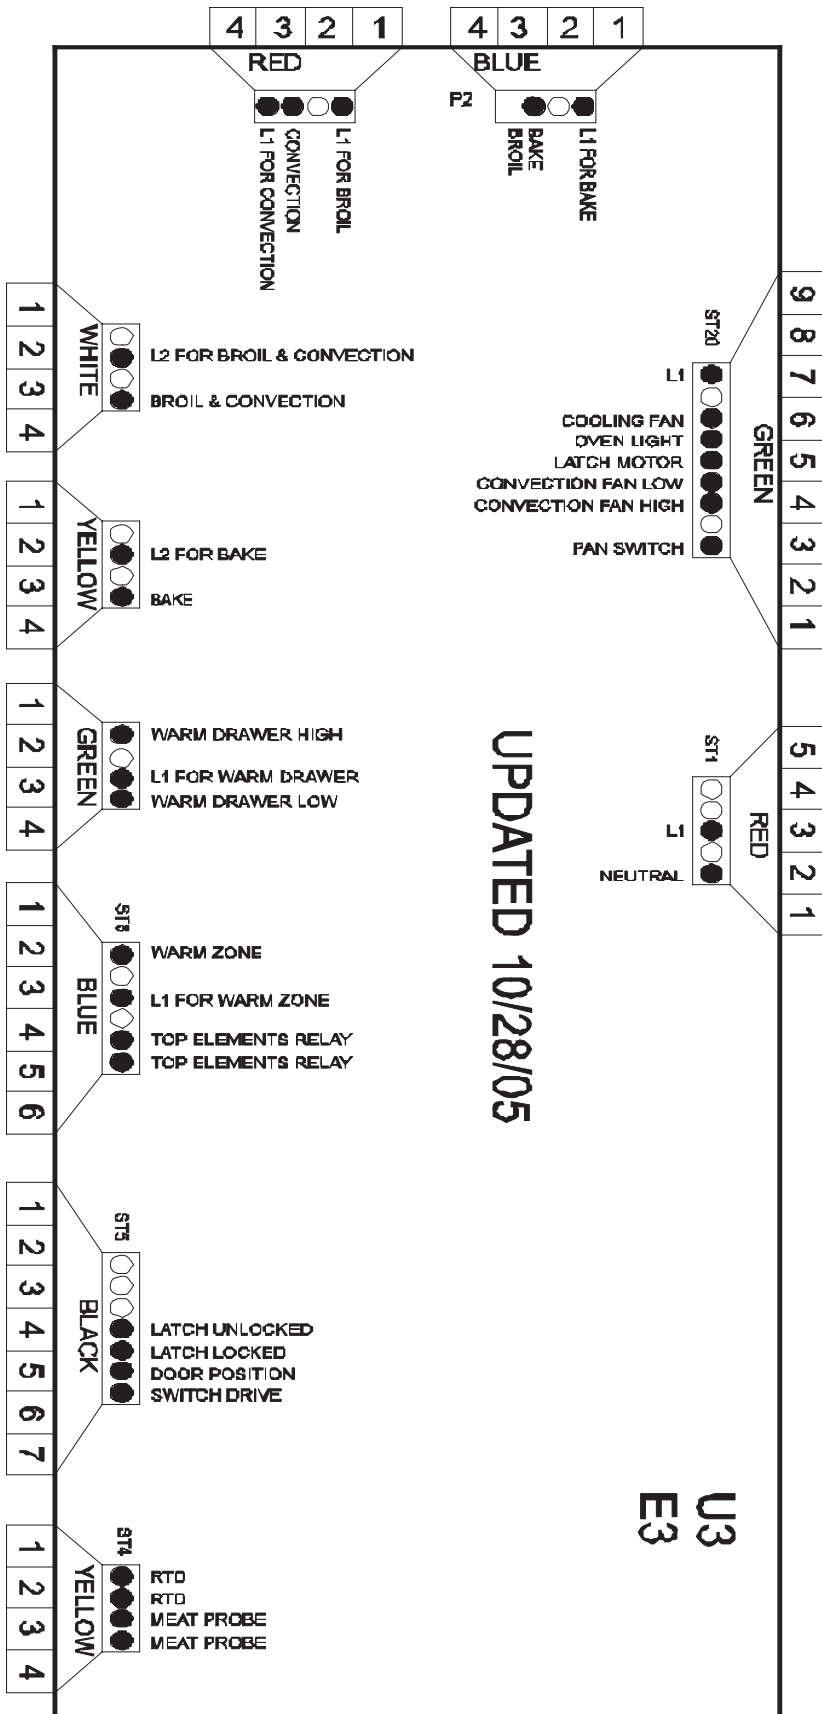 4 3 2 1
RED
L1 FOR CONVECTION
CONVECTION
L1 FOR BROIL
4 3 2 1
BLUE
P2
BROIL
BAKE
L1 FOR BAKE
1
2
3
4
WHITE
L2 FOR BROIL & CONVECTION
BROIL & CONVECTION
1
2
3
4
YELLOW
L2 FOR BAKE
BAKE
1
2
3
4
GREEN
WARM DRAWER HIGH
L1 FOR WARM DRAWER
WARM DRAWER LOW
1
2
3
4
5
6
BLUE
WARM ZONE
L1 FOR WARM ZONE
TOP ELEMENTS RELAY
TOP ELEMENTS RELAY
1
2
3
4
5
6
7
BLACK
ST5
LATCH UNLOCKED
LATCH LOCKED
DOOR POSITION
SWITCH DRIVE
1
2
3
4
YELLOW
ST4
RTD
RTD
MEAT PROBE
MEAT PROBE
9
8
7
6
5
4
3
2
1
GREEN
ST20
L1
COOLING FAN
OVEN LIGHT
LATCH MOTOR
CONVECTION FAN LOW
CONVECTION FAN HIGH
PAN SWITCH
5
4
3
2
1
RED
ST1
L1
NEUTRAL
UPDATED 10/28/05
U3
E3